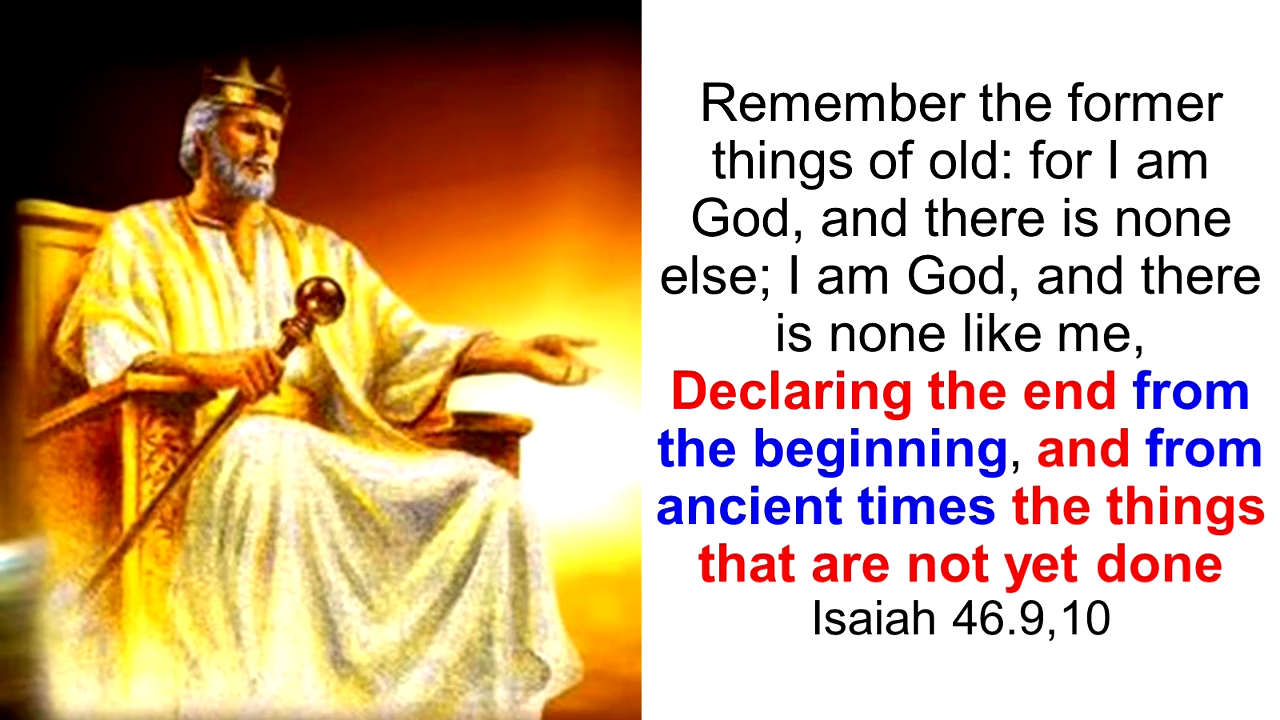 Remember the former
things of old: for I am
God, and there is none
else; I am God, and there
is none like me,
Declaring the end from
the beginning, and from
ancient times the things
that are not yet done
Isaiah 46.9,10